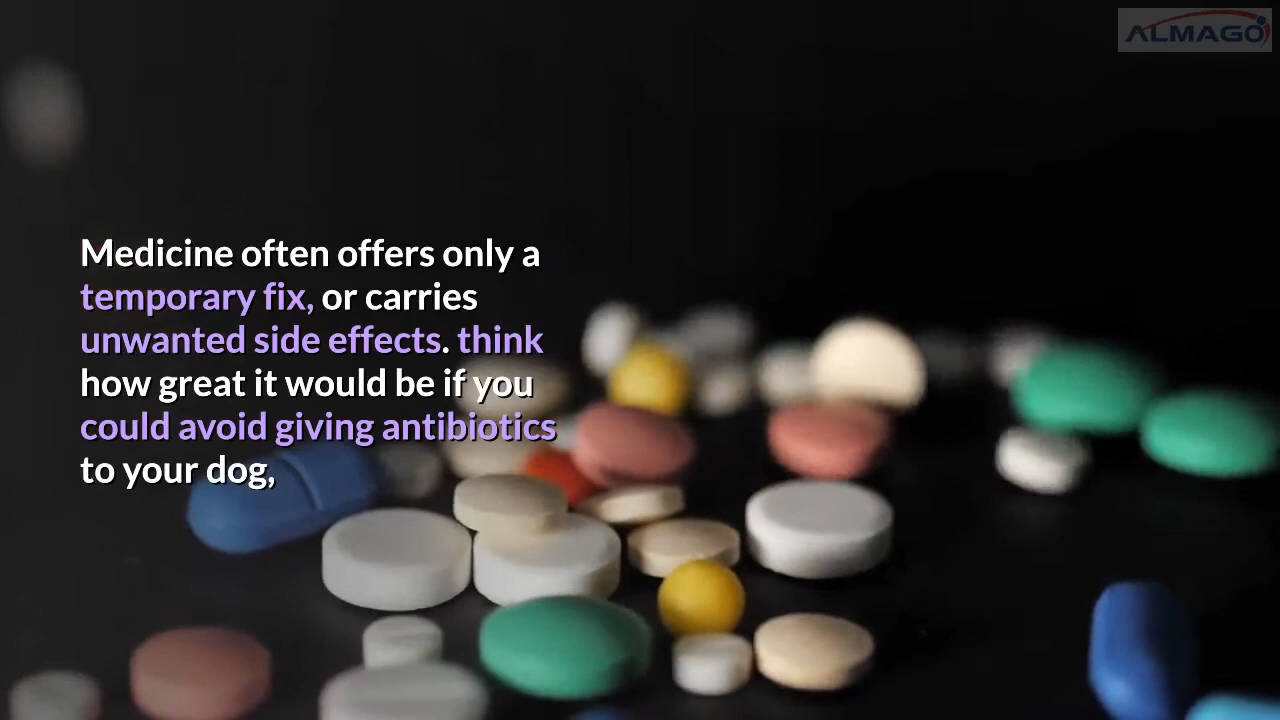 ALMAGO
Medicine often offers only a
temporary fix, or carries
unwanted side effects. think
how great it would be if you
could avoid giving antibiotics
to your dog,